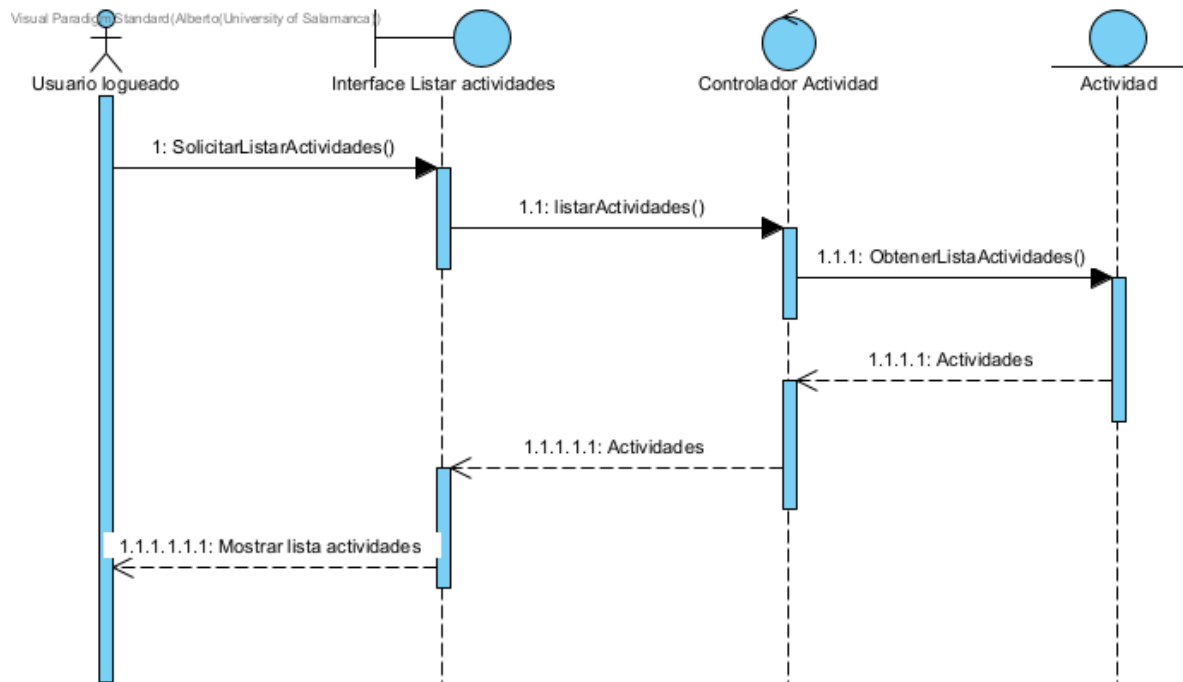 Visual Paradigm Standard(Alberto(University of Salamanca))
Usuario logueado
Interface Listar actividades
Controlador Actividad
Actividad
1: SolicitarListarActividades()
1.1: listarActividades()
1.1.1: ObtenerListaActividades()
1.1.1.1: Actividades
1.1.1.1.1: Actividades
1.1.1.1.1.1: Mostrar lista actividades